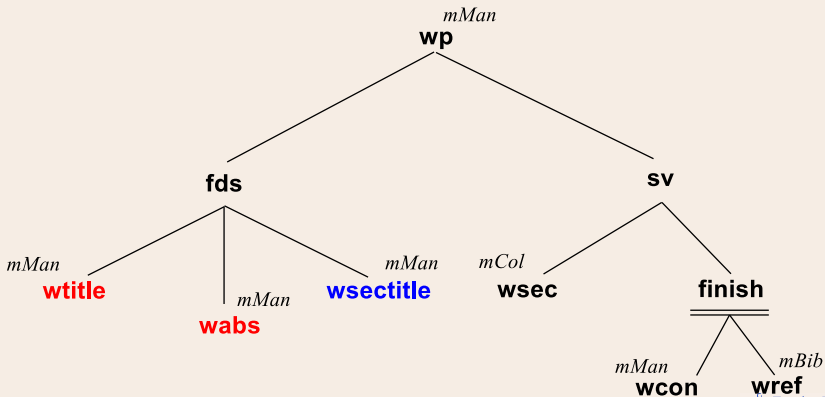 mMan
wp
fds
sv
mMan
wtitle
mMan
wabs
mMan
wsectitle
mCol
wsec
finish
mMan
wcon
mBib
wref